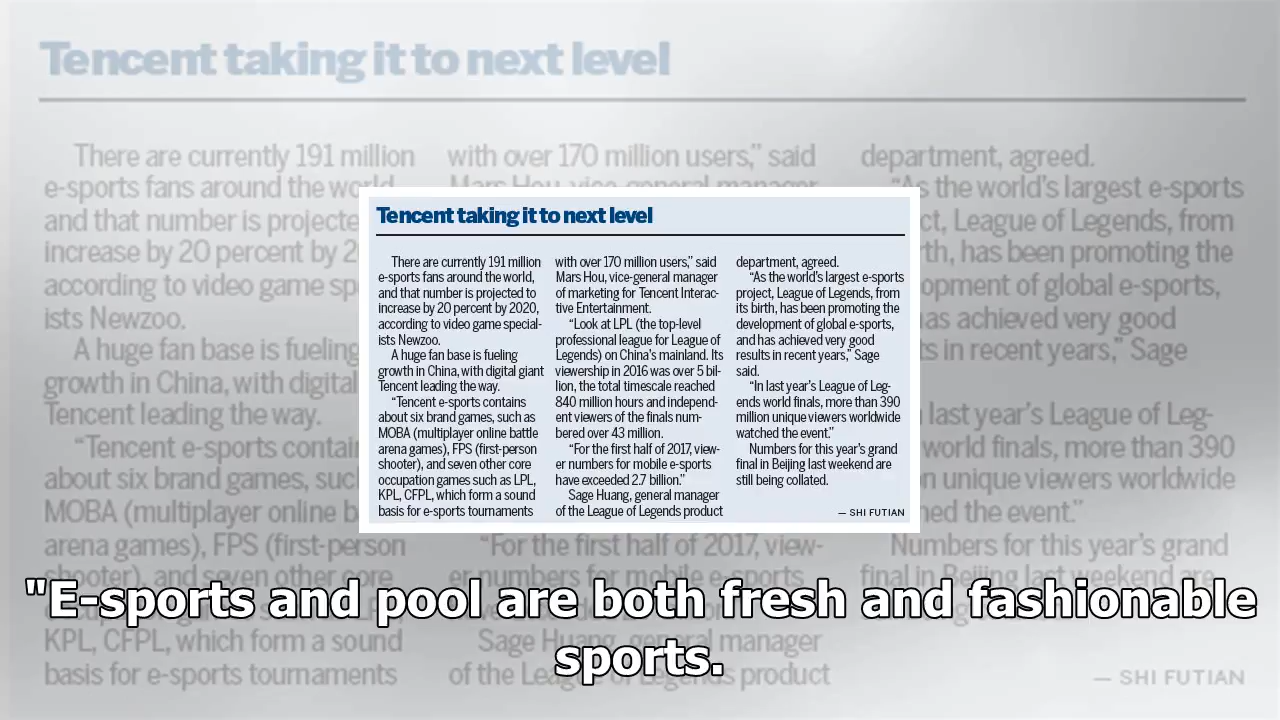 Tencent taking it to next level
There are currently 191 million
e-sports fans around the world,
and that number is projected to
increase by 20 percent by 2020,
according to video game special-
ists Newzoo.
A huge fan base is fueling
growth in China, with digital giant
Tencent leading the way.
“Tencent e-sports contains
about six brand games, such as
MOBA (multiplayer online battle
arena games), FPS (first-person
shooter), and seven other core
occupation games such as LPL,
KPL, CFPL, which form a sound
basis for e-sports tournaments
with over 170 million users,” said
Mars Hou, vice-general manager
of marketing for Tencent Interac-
tive Entertainment.
“Look at LPL (the top-level
professional league for League of
Legends) on China’s mainland. Its
viewership in 2016 was over 5 bil-
lion, the total timescale reached
840 million hours and independ-
ent viewers of the finals num-
bered over 43 million.
“For the first half of 2017, view-
er numbers for mobile e-sports
have exceeded 2.7 billion.”
Sage Huang, general manager
of the League of Legends product
department, agreed.
“As the world’s largest e-sports
project, League of Legends, from
its birth, has been promoting the
development of global e-sports,
and has achieved very good
results in recent years,” Sage
said.
“In last year’s League of Leg-
ends world finals, more than 390
million unique viewers worldwide
watched the event.”
Numbers for this year’s grand
final in Beijing last weekend are
still being collated.
— SHI FUTIAN
"E-sports and pool are both fresh and fashionable
sports.